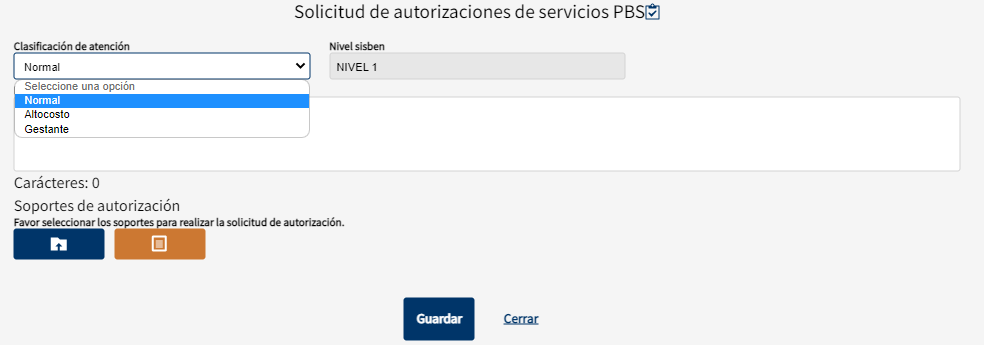 Solicitud de autorizaciones de servicios PBS
Clasificación de atención
Nivel sisben
Normal
NIVEL 1
Seleccione una opción
Normal
Altocosto
Gestante
Carácteres: 0
Soportes de autorización
Favor seleccionar los soportes para realizar la solicitud de autorización.
Guardar
Cerrar